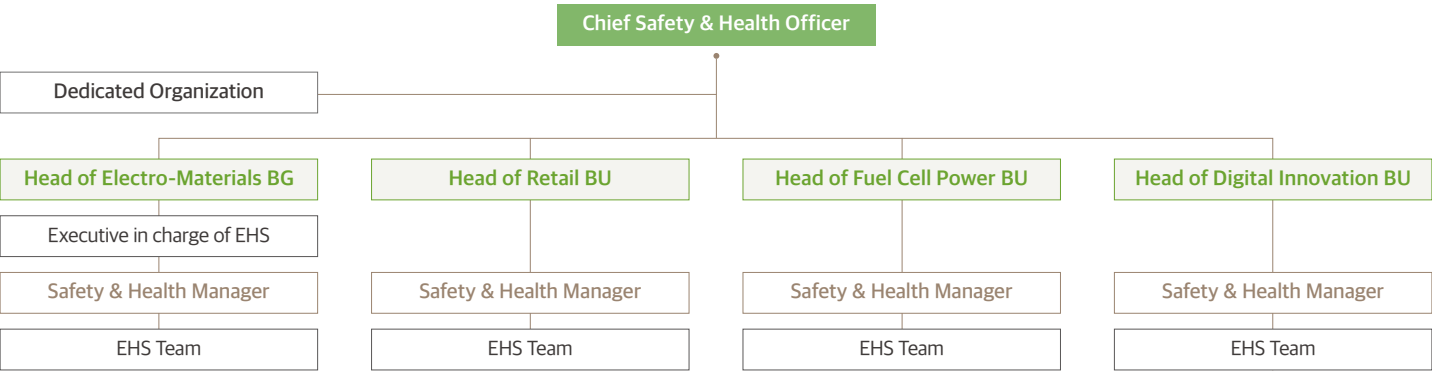 Chief Safety & Health Officer
Dedicated Organization
Head of Electro-Materials BG
Head of Retail BU
Head of Fuel Cell Power BU
Head of Digital Innovation BU
Executive in charge of EHS
Safety & Health Manager
Safety & Health Manager
Safety & Health Manager
Safety & Health Manager
EHS Team
EHS Team
EHS Team
EHS Team